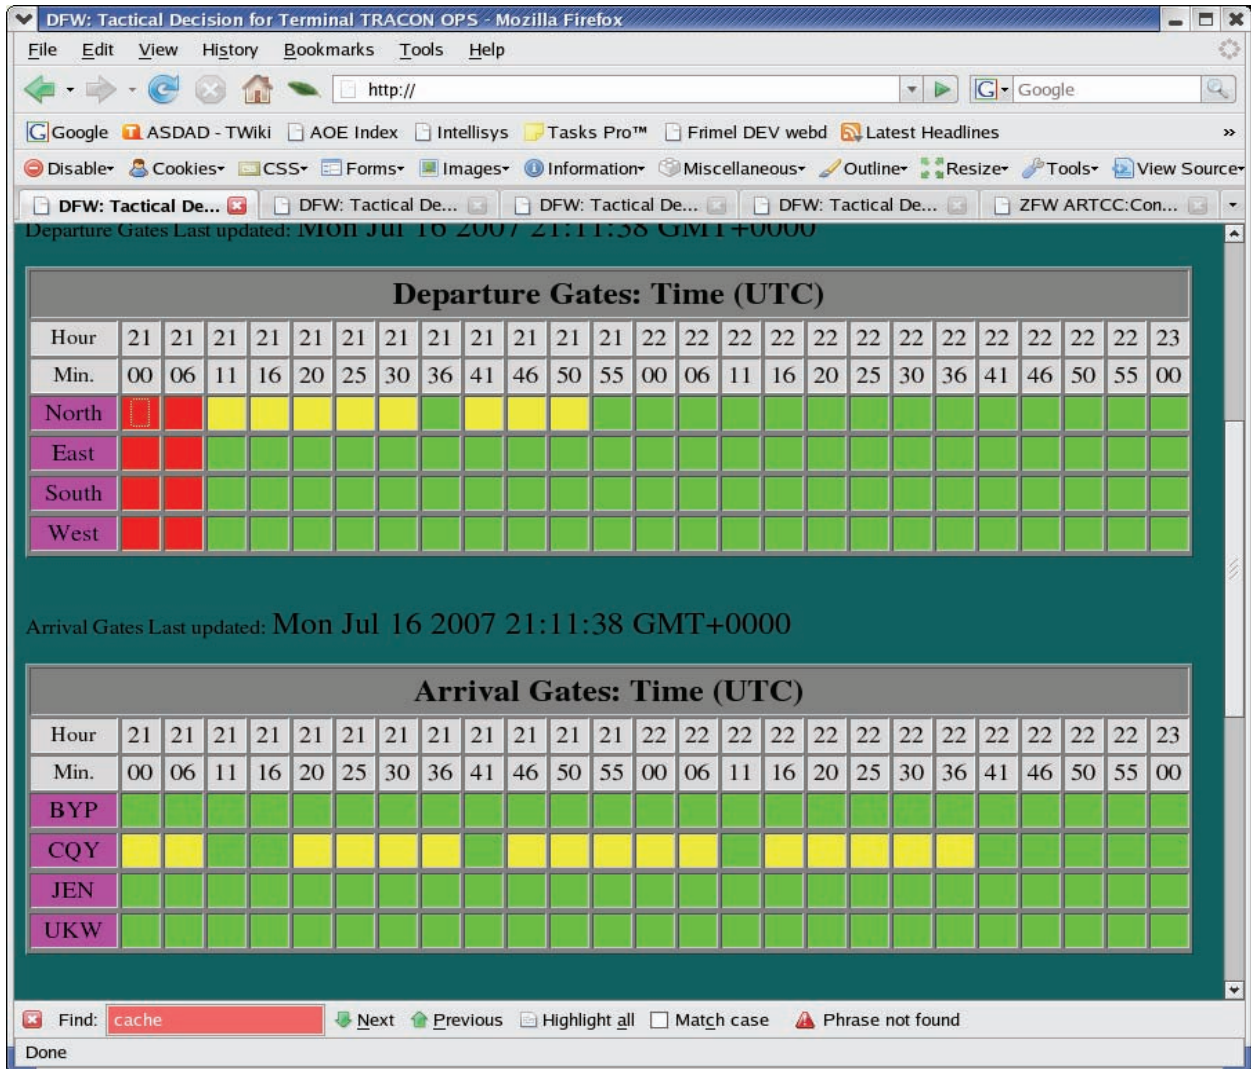 DFW: Tactical Decision for Terminal TRACON OPS - Mozilla Firefox
File Edit View History Bookmarks Tools Help
http:// G Google
Google ASDAD - TWiki AOE Index Intellisys Tasks Pro™ Frimel DEV webd Latest Headlines »
Disable Cookies CSS Forms Images Information Miscellaneous Outline Resize Tools View Source
DFW: Tactical De... DFW: Tactical De... DFW: Tactical De... DFW: Tactical De... ZFW ARTCC:Con...
Departure Gates Last updated: Mon Jul 16 2007 21:11:38 GMT+0000
Departure Gates: Time (UTC)
Hour 21 21 21 21 21 21 21 21 21 21 21 21 22 22 22 22 22 22 22 22 22 22 22 22 23
Min. 00 06 11 16 20 25 30 36 41 46 50 55 00 06 11 16 20 25 30 36 41 46 50 55 00
North
East
South
West
Arrival Gates Last updated: Mon Jul 16 2007 21:11:38 GMT+0000
Arrival Gates: Time (UTC)
Hour 21 21 21 21 21 21 21 21 21 21 21 21 22 22 22 22 22 22 22 22 22 22 22 22 23
Min. 00 06 11 16 20 25 30 36 41 46 50 55 00 06 11 16 20 25 30 36 41 46 50 55 00
BYP
CQY
JEN
UKW
Find: cache Next Previous Highlight all Match case Phrase not found
Done